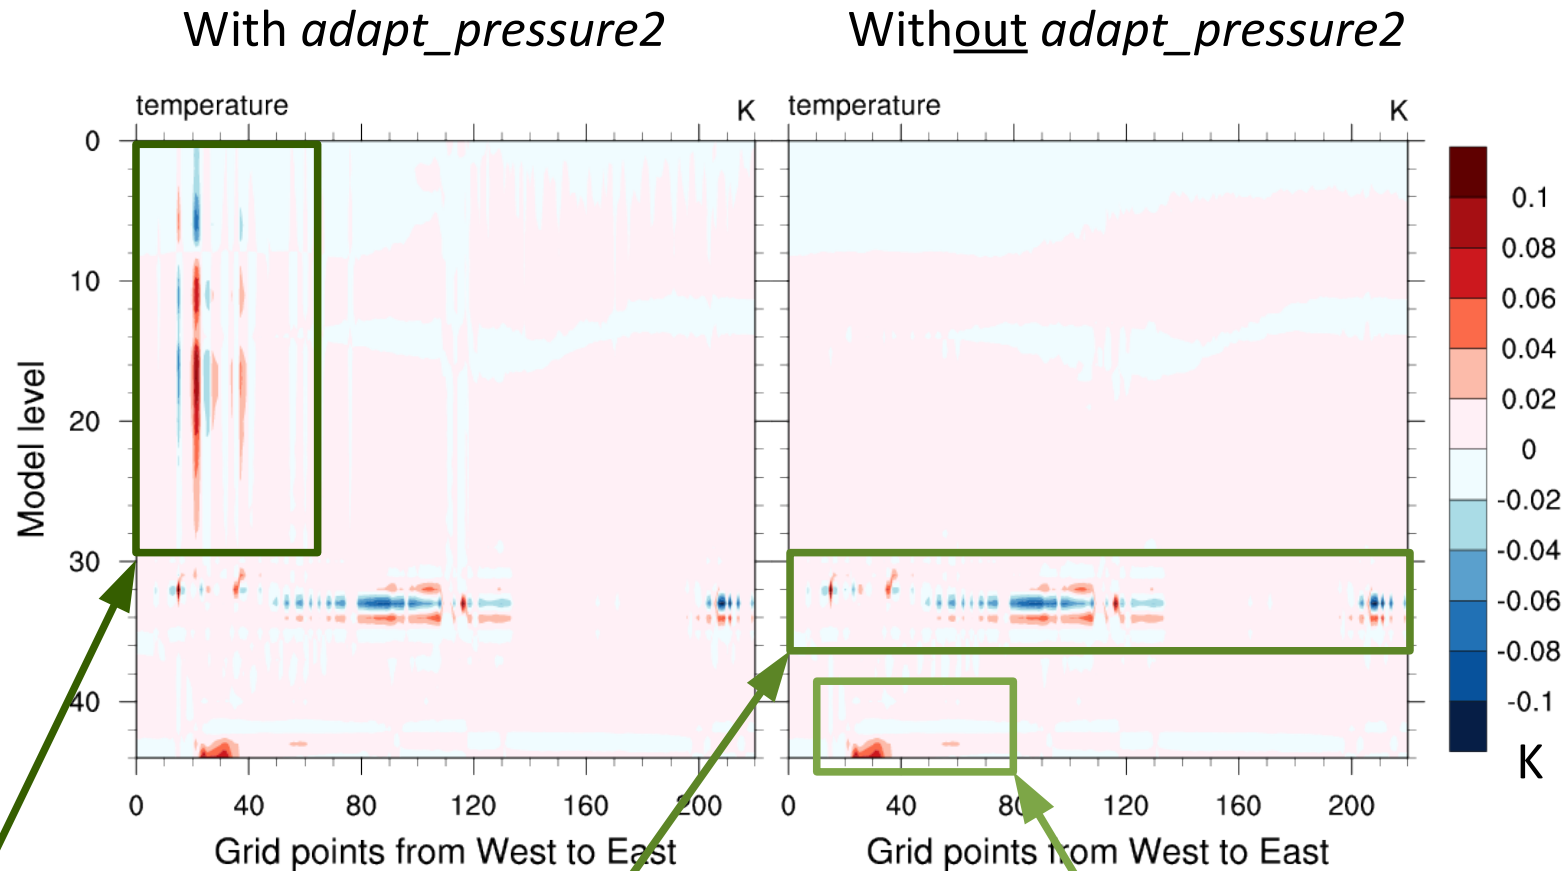 With adapt_pressure2
Without adapt_pressure2
temperature K
temperature K
0
10
20
30
40
Model level
0 40 80 120 160 200
0 40 80 120 160 200
Grid points from West to East
Grid points from West to East
0.1
0.08
0.06
0.04
0.02
0
-0.02
-0.04
-0.06
-0.08
-0.1
K